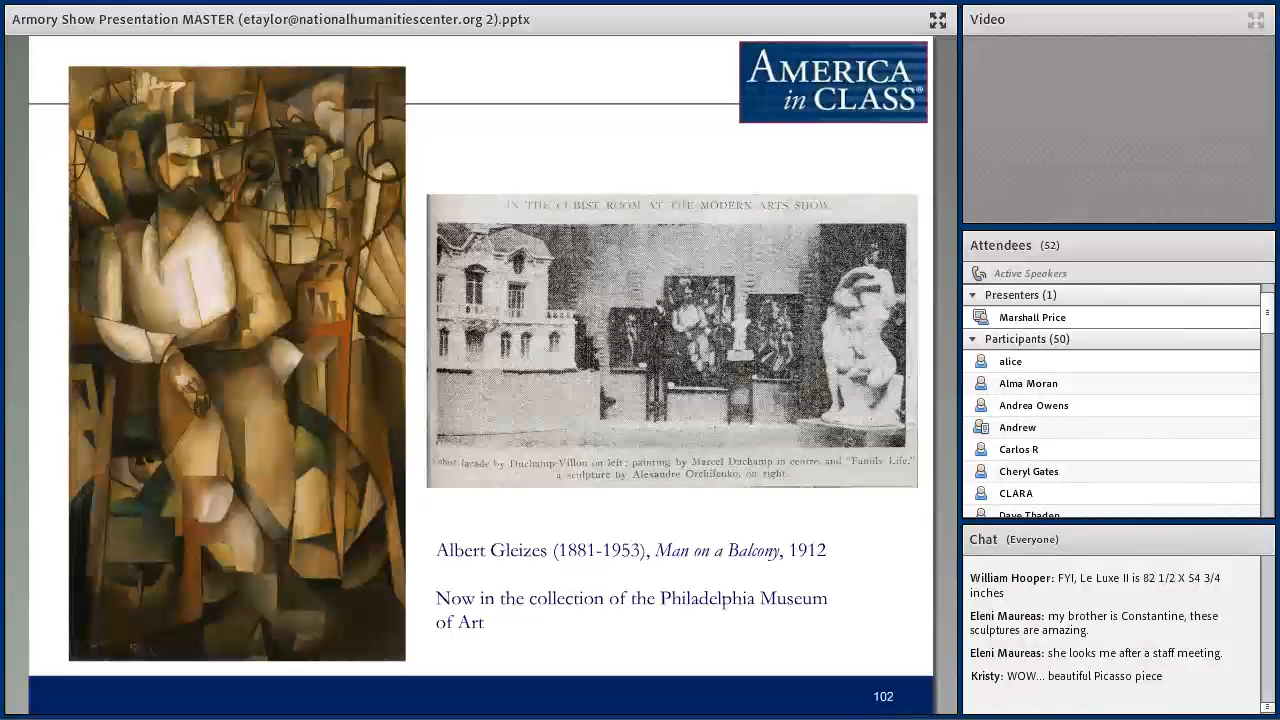 Armory Show Presentation MASTER (etaylor@nationalhumanitiescenter.org 2).pptx
AMERICA
in CLASS®
IN THE CUBIST ROOM AT THE MODERN ARTS SHOW
facade by Duchamp-Villon on left; painting by Marcel Duchamp in centre, and "Family Life,"
a sculpture by Alexandre Orchifenko, on right.
Albert Gleizes (1881-1953), Man on a Balcony, 1912
Now in the collection of the Philadelphia Museum
of Art
102
Video
Attendees (52)
Active Speakers
Presenters (1)
Marshall Price
Participants (50)
alice
Alma Moran
Andrea Owens
Andrew
Carlos R
Cheryl Gates
CLARA
Dave Thaden
Chat (Everyone)
William Hooper: FYI, Le Luxe II is 82 1/2 X 54 3/4
inches
Eleni Maureas: my brother is Constantine, these
sculptures are amazing.
Eleni Maureas: she looks me after a staff meeting.
Kristy: WOW... beautiful Picasso piece